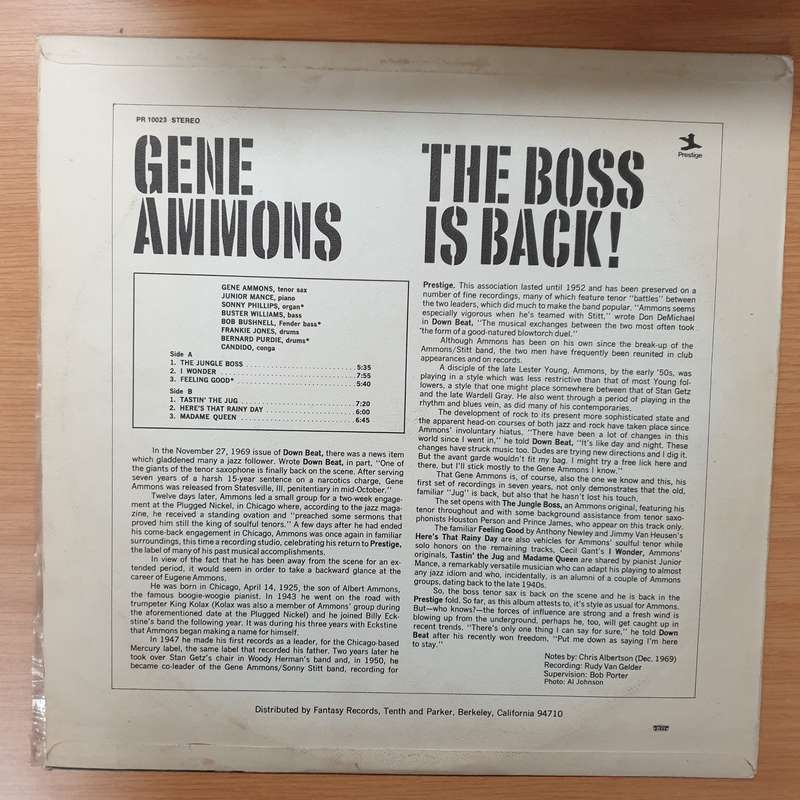 PR 10023 STEREO
Prestige
GENE
AMMONS
THE BOSS
IS BACK!
GENE AMMONS, tenor sax
JUNIOR MANCE, piano
SONNY PHILLIPS, organ*
BUSTER WILLIAMS, bass
BOB BUSHNELL, Fender bass*
FRANKIE JONES, drums
BERNARD PURDIE, drums*
CANDIDO, conga
Side A
1. THE JUNGLE BOSS 5:35
2. I WONDER 7:55
3. FEELING GOOD* 5:40
Side B
1. TASTIN' THE JUG 7:20
2. HERE'S THAT RAINY DAY 6:00
3. MADAME QUEEN 6:45
In the November 27, 1969 issue of Down Beat, there was a news item
which gladdened many a jazz follower. Wrote Down Beat, in part, "One of
the giants of the tenor saxophone is finally back on the scene. After serving
seven years of a harsh 15-year sentence on a narcotics charge, Gene
Ammons was released from Statesville, Ill, penitentiary in mid-October."
Twelve days later, Ammons led a small group for a two-week engage-
ment at the Plugged Nickel, in Chicago where, according to the jazz maga-
zine, he received a standing ovation and "preached some sermons that
proved him still the king of soulful tenors." A few days after he had ended
his come-back engagement in Chicago, Ammons was once again in familiar
surroundings, this time a recording studio, celebrating his return to Prestige,
the label of many of his past musical accomplishments.
In view of the fact that he has been away from the scene for an ex-
tended period, it would seem in order to take a backward glance at the
career of Eugene Ammons.
He was born in Chicago, April 14, 1925, the son of Albert Ammons,
the famous boogie-woogie pianist. In 1943 he went on the road with
trumpeter King Kolax (Kolax was also a member of Ammons' group during
the aforementioned date at the Plugged Nickel) and he joined Billy Eck-
stine's band the following year. It was during his three years with Eckstine
that Ammons began making a name for himself.
In 1947 he made his first records as a leader, for the Chicago-based
Mercury label, the same label that recorded his father. Two years later he
took over Stan Getz's chair in Woody Herman's band and, in 1950, he
became co-leader of the Gene Ammons/Sonny Stitt band, recording for
Prestige. This association lasted until 1952 and has been preserved on a
number of fine recordings, many of which feature tenor "battles" between
the two leaders, which did much to make the band popular. "Ammons seems
especially vigorous when he's teamed with Stitt," wrote Don DeMichael
in Down Beat, "The musical exchanges between the two most often took
the form of a good-natured blowtorch duel."
Although Ammons has been on his own since the break-up of the
Ammons/Stitt band, the two men have frequently been reunited in club
appearances and on records.
A disciple of the late Lester Young, Ammons, by the early '50s, was
playing in a style which was less restrictive than that of most Young fol-
lowers, a style that one might place somewhere between that of Stan Getz
and the late Wardell Gray. He also went through a period of playing in the
rhythm and blues vein, as did many of his contemporaries.
The development of rock to its present more sophisticated state and
the apparent head-on courses of both jazz and rock have taken place since
Ammons' involuntary hiatus. "There have been a lot of changes in this
world since I went in," he told Down Beat, "It's like day and night. These
changes have struck music too. Dudes are trying new directions and I dig it.
But the avant garde wouldn't fit my bag. I might try a free lick here and
there, but I'll stick mostly to the Gene Ammons I know."
That Gene Ammons is, of course, also the one we know and this, his
first set of recordings in seven years, not only demonstrates that the old,
familiar "Jug" is back, but also that he hasn't lost his touch.
The set opens with The Jungle Boss, an Ammons original, featuring his
tenor throughout and with some background assistance from tenor saxo-
phonists Houston Person and Prince James, who appear on this track only.
The familiar Feeling Good by Anthony Newley and Jimmy Van Heusen's
Here's That Rainy Day are also vehicles for Ammons' soulful tenor while
solo honors on the remaining tracks, Cecil Gant's I Wonder, Ammons'
originals, Tastin' the Jug and Madame Queen are shared by pianist Junior
Mance, a remarkably versatile musician who can adapt his playing to almost
any jazz idiom and who, incidentally, is an alumni of a couple of Ammons
groups, dating back to the late 1940s.
So, the boss tenor sax is back on the scene and he is back in the
Prestige fold. So far, as this album attests to, it's style as usual for Ammons.
But—who knows?—the forces of influence are strong and a fresh wind is
blowing up from the underground, perhaps he, too, will get caught up in
recent trends. "There's only one thing I can say for sure," he told Down
Beat after his recently won freedom, "Put me down as saying I'm here
to stay."
Notes by: Chris Albertson (Dec. 1969)
Recording: Rudy Van Gelder
Supervision: Bob Porter
Photo: Al Johnson
Distributed by Fantasy Records, Tenth and Parker, Berkeley, California 94710